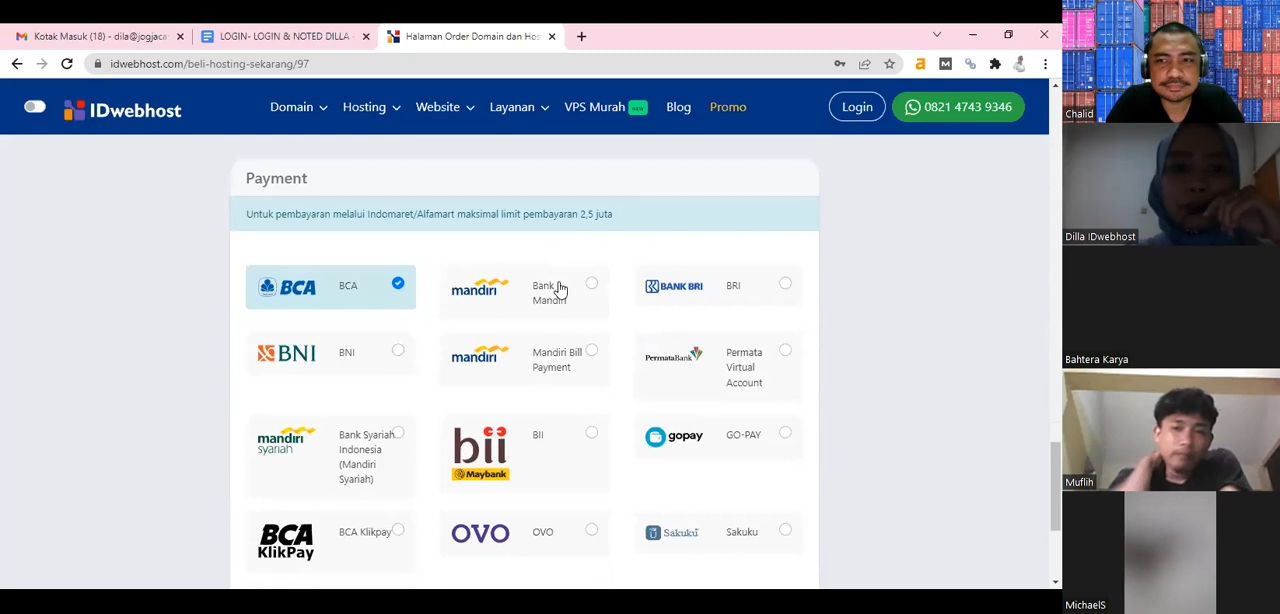 Kotak Masuk (18) - dila@jogjaca
LOGIN- LOGIN & NOTED DILLA -
Halaman Order Domain dan Hos
idwebhost.com/beli-hosting-sekarang/97
IDwebhost
Domain
Hosting
Website
Layanan
VPS Murah
Blog
Promo
Login
0821 4743 9346
Payment
Untuk pembayaran melalui Indomaret/Alfamart maksimal limit pembayaran 2,5 juta
BCA
BCA
mandiri
Bank
Mandiri
BANK BRI
BRI
BNI
BNI
mandiri
Mandiri Bill
Payment
PermataBank
Permata
Virtual
Account
mandiri
syariah
Bank Syariah
Indonesia
(Mandiri
Syariah)
bii
Maybank
BII
gopay
GO-PAY
BCA
KlikPay
BCA Klikpay
OVO
OVO
Sakuku
Sakuku
Chalid
Dilla IDwebhost
Bahtera Karya
Muflih
MichaelS